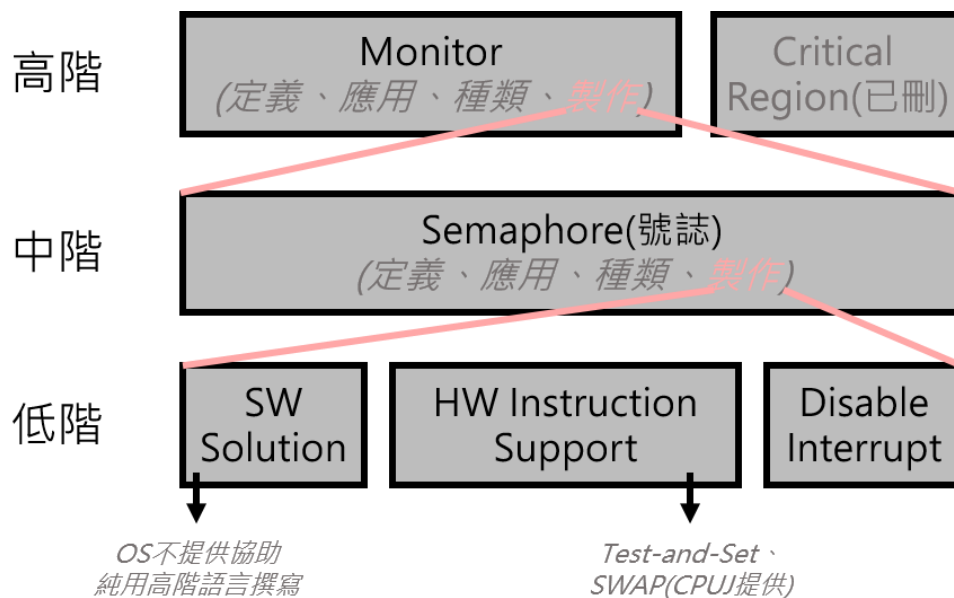 高階
Monitor
(定義、應用、種類、製作)
Critical
Region(已刪)
中階
Semaphore(號誌)
(定義、應用、種類、製作)
低階
SW
Solution
HW Instruction
Support
Disable
Interrupt
OS不提供協助
純用高階語言撰寫
Test-and-Set、
SWAP(CPUJ提供)